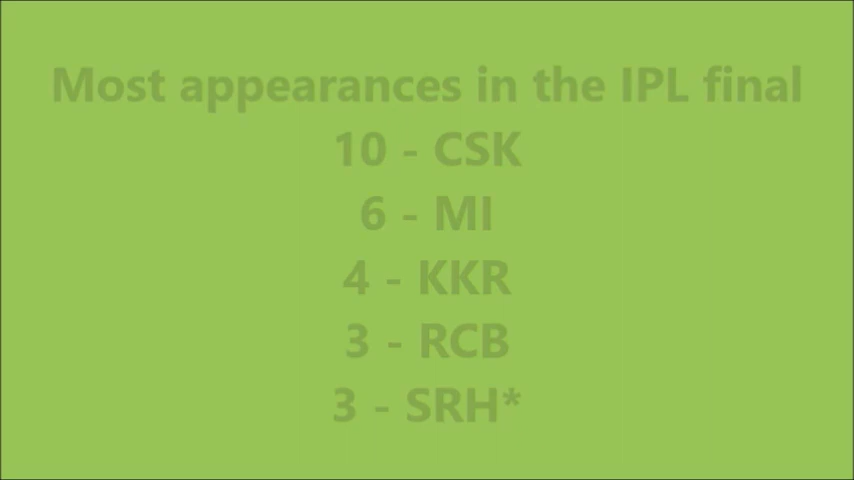 Most appearances in the IPL final
10 - CSK
6 - MI
4 - KKR
3 - RCB
3 - SRH*